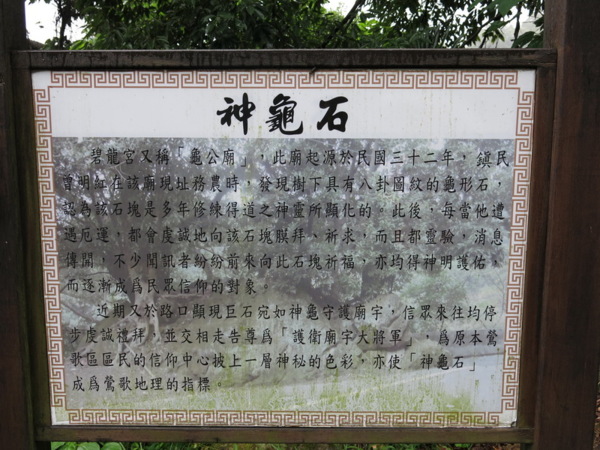 神龜石
碧龍宮又稱「龜公廟」，此廟起源於民國三十二年，鎮民
曾明紅在該廟現址務農時，發現樹下具有八卦圖紋的龜形石，
認為該石塊是多年修練得道之神靈所顯化的。此後，每當他遭
遇厄運，都會虔誠地向該石塊膜拜、祈求，而且都靈驗，消息
傳開，不少聞訊者紛紛前來向此石塊祈福，亦均得神明護佑，
而逐漸成爲民眾信仰的對象。
近期又於路口顯現巨石宛如神龜守護廟宇，信眾來往均停
步虔誠禮拜，並交相走告尊爲「護衛廟宇大將軍」，爲原本鶯
歌區區民的信仰中心披上一層神秘的色彩，亦使「神龜石」
成爲鶯歌地理的指標。